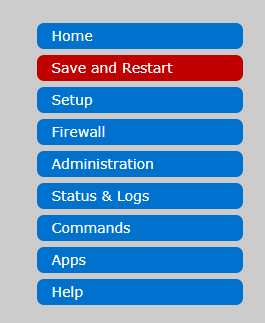 Home
Save and Restart
Setup
Firewall
Administration
Status & Logs
Commands
Apps
Help